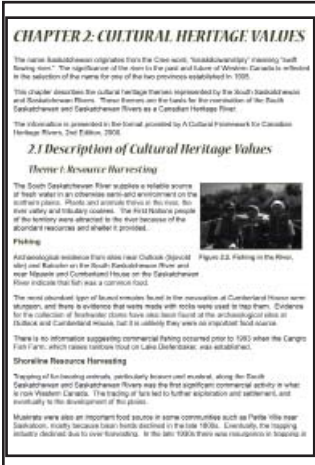 CHAPTER 2: CULTURAL HERITAGE VALUES
The name Saskatchewan originates from the Cree word, meaning "swift
flowing river." The significance of the river to the past and future of Western Canada is reflected
in the selection of the name for one of the two provinces established in 1905.
This chapter describes the cultural heritage themes represented by the South Saskatchewan
and Saskatchewan Rivers. These themes are the basis for the nomination of the South
Saskatchewan and Saskatchewan Rivers as a Canadian Heritage River.
The information is presented in the format provided by A Cultural Framework for Canadian
Heritage Rivers, 2nd Edition, 2000.
2.1 Description of Cultural Heritage Values
Theme 1: Resource Harvesting
The South Saskatchewan River supplies a reliable source
of fresh water in an otherwise semi-arid environment on the
northern plains. Plants and animals thrive in the river, the
river valley and tributary coulees. The First Nations people
of the territory were attracted to the river because of the
abundant resources and shelter it provided.
Fishing
Archaeological evidence from sites near Outlook
site) and Batoche on the South Saskatchewan River and
near Nipawin and Cumberland House on the Saskatchewan
River indicate that fish was a common food.
Figure 2.2. Fishing in the River.
The most abundant type of found remains found in the excavation at Cumberland House were
sturgeon, and there is evidence that weirs made with rocks were used to trap them. Evidence
for the collection of freshwater clams have also been found at the archaeological sites at
Outlook and Cumberland House, but it is unlikely they were an important food source.
There is no information suggesting commercial fishing occurred prior to 1993 when the Cangro
Fish Farm, which raises rainbow trout on Lake Diefenbaker, was established.
Shoreline Resource Harvesting
Trapping of fur-bearing animals, particularly beaver and muskrat, along the South
Saskatchewan and Saskatchewan Rivers was the first significant commercial activity in what
is now Western Canada. The trading of furs led to further exploration and settlement, and
eventually to the development of the prairies.
Muskrats were also an important food source in some communities such as Petite Ville near
Saskatoon, mostly because bison herds declined in the late 1800s. Eventually, the trapping
industry declined due to over-harvesting. In the late 1900s there was resurgence in trapping in